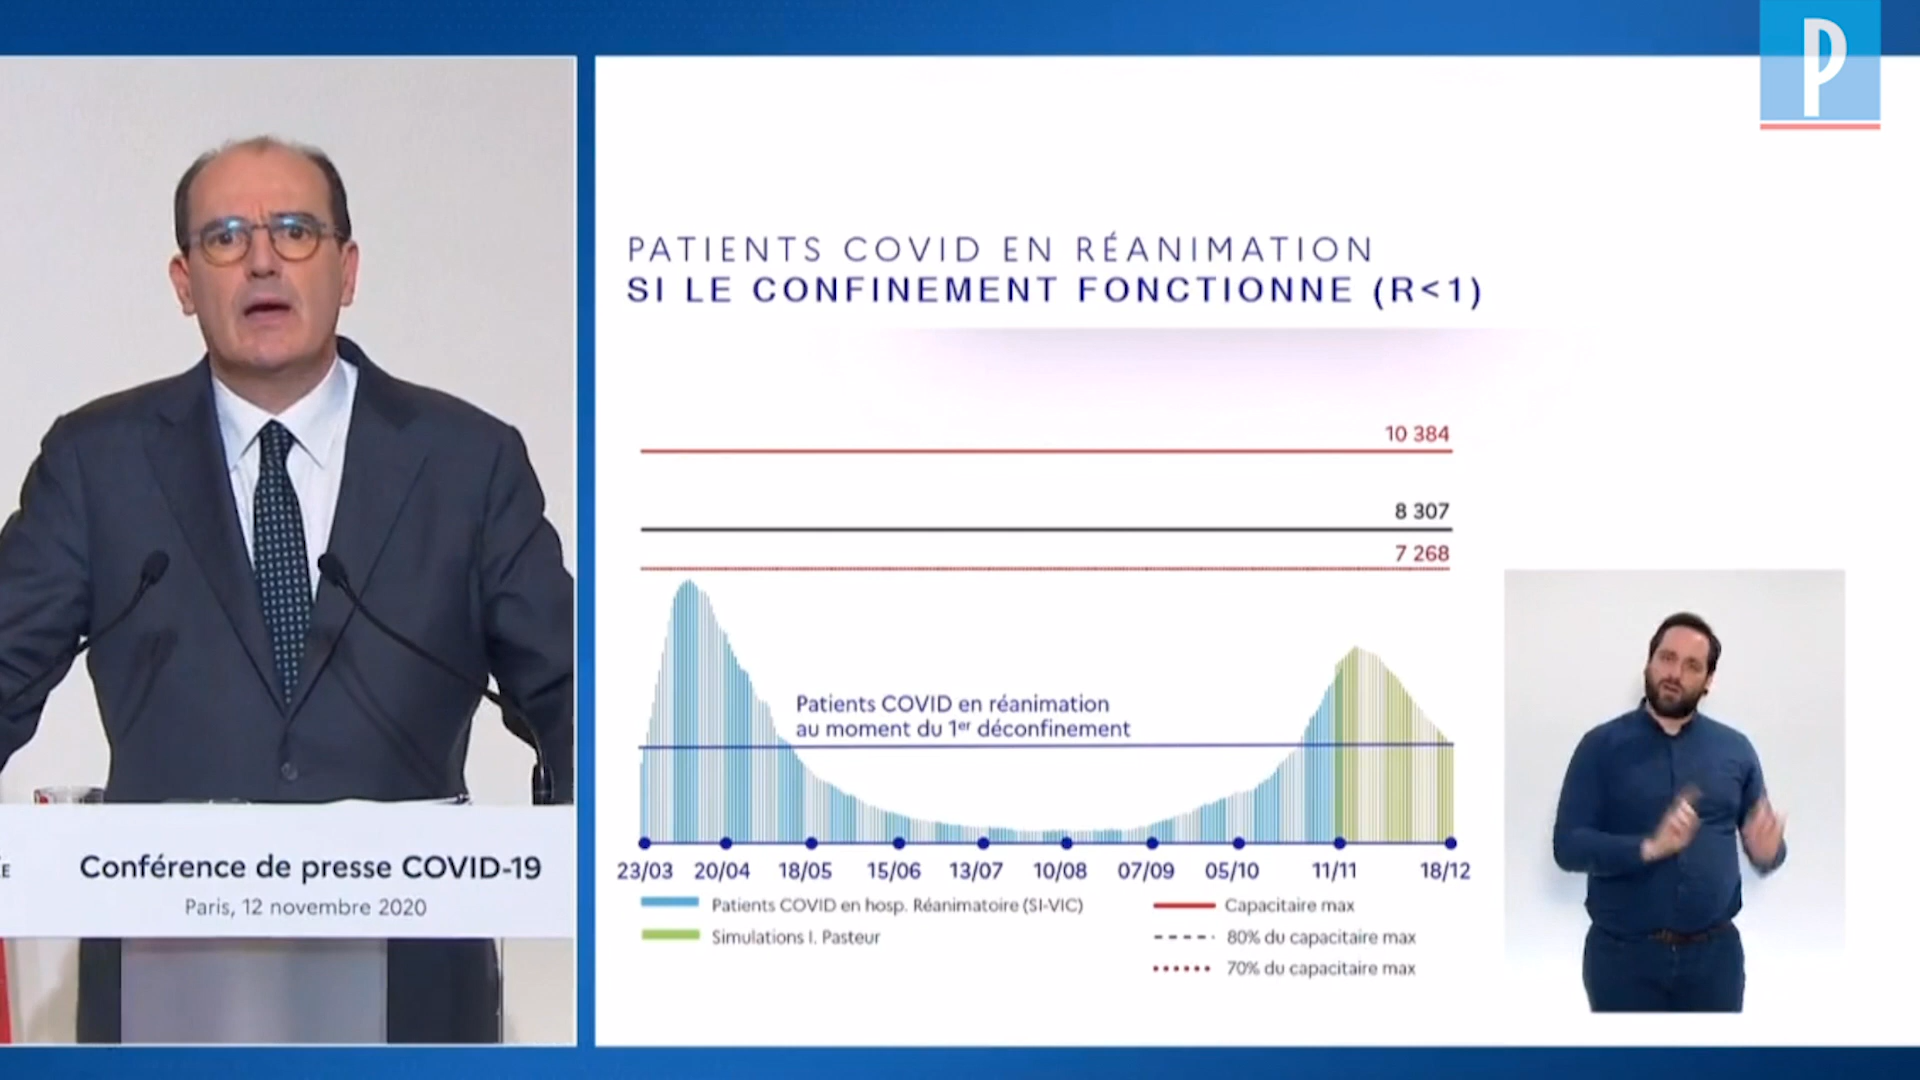 P
PATIENTS COVID EN RÉANIMATION
SI LE CONFINEMENT FONCTIONNE (R<1)
10 384
8 307
7 268
Patients COVID en réanimation
au moment du 1er déconfinement
23/03 20/04 18/05 15/06 13/07 10/08 07/09 05/10 11/11 18/12
Patients COVID en hosp. Réanimatoire (SI-VIC)
Simulations I. Pasteur
Capacitaire max
80% du capacitaire max
70% du capacitaire max
Conférence de presse COVID-19
Paris, 12 novembre 2020